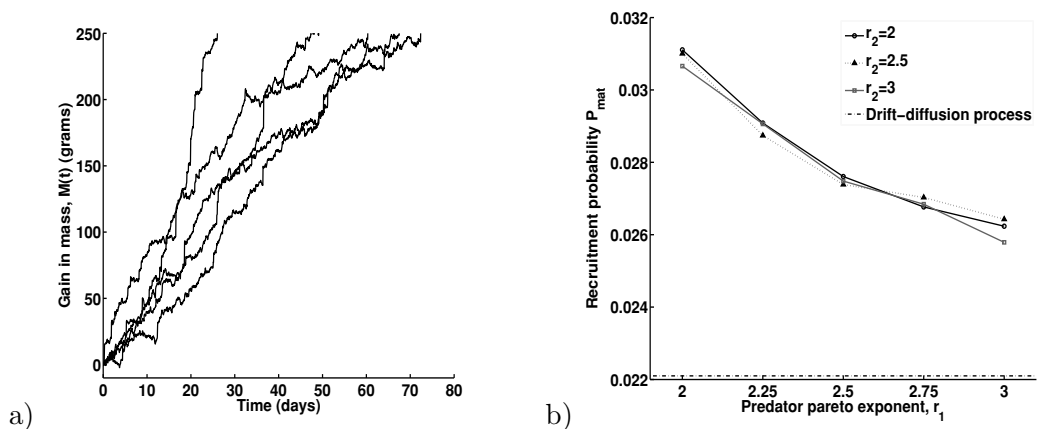 250
200
150
100
50
0
Gain in mass, M(t) (grams)
0 10 20 30 40 50 60 70 80
Time (days)
a)
0.032
0.03
0.028
0.026
0.024
0.022
Recruitment probability P_mat
r_2=2
r_2=2.5
r_2=3
Drift−diffusion process
2 2.25 2.5 2.75 3
Predator pareto exponent, r_1
b)